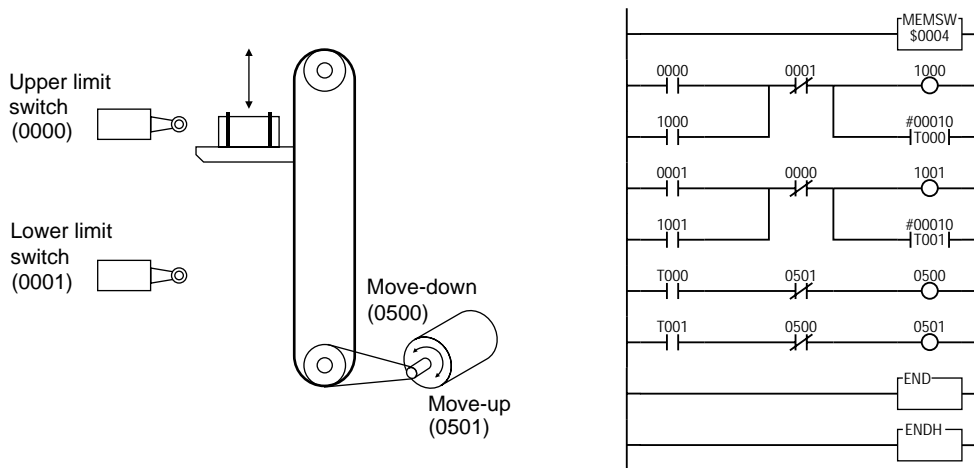 Upper limit
switch
(0000)
Lower limit
switch
(0001)
Move-down
(0500)
Move-up
(0501)
MEMSW
$0004
0000 0001 1000
1000 #00010
T000
0001 0000 1001
1001 #00010
T001
T000 0501 0500
T001 0500 0501
END
ENDH